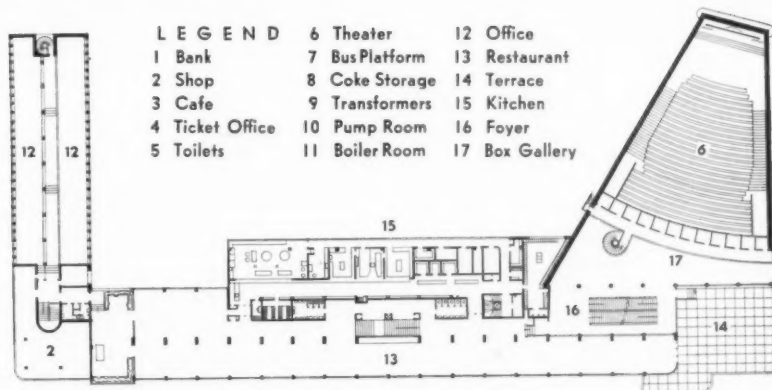 LEGEND
1 Bank
2 Shop
3 Cafe
4 Ticket Office
5 Toilets
6 Theater
7 Bus Platform
8 Coke Storage
9 Transformers
10 Pump Room
11 Boiler Room
12 Office
13 Restaurant
14 Terrace
15 Kitchen
16 Foyer
17 Box Gallery
12 12
6
15
17
16
14
2
13